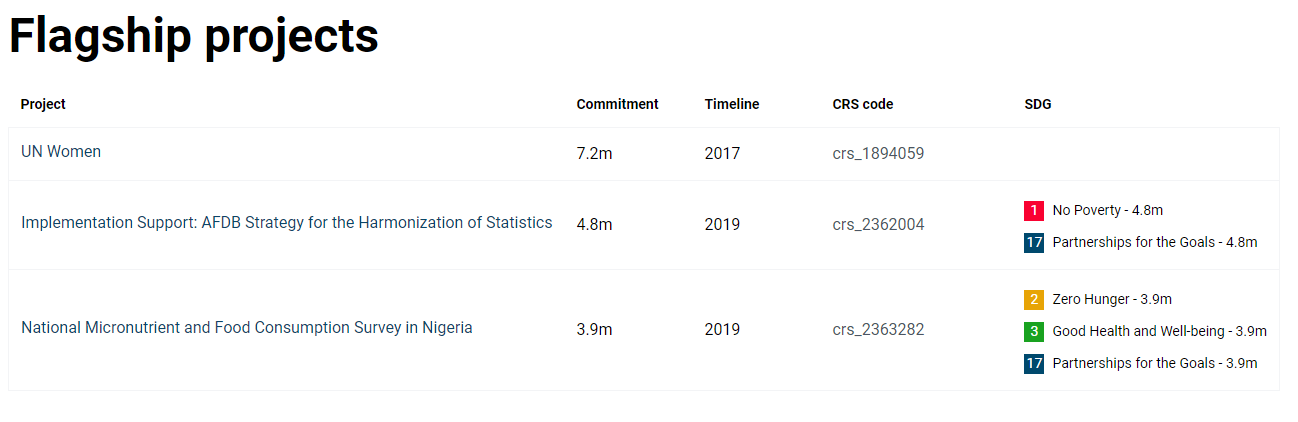 Flagship projects
Project Commitment Timeline CRS code SDG
UN Women 7.2m 2017 crs_1894059
Implementation Support: AFDB Strategy for the Harmonization of Statistics 4.8m 2019 crs_2362004
1 No Poverty - 4.8m
17 Partnerships for the Goals - 4.8m
National Micronutrient and Food Consumption Survey in Nigeria 3.9m 2019 crs_2363282
2 Zero Hunger - 3.9m
3 Good Health and Well-being - 3.9m
17 Partnerships for the Goals - 3.9m